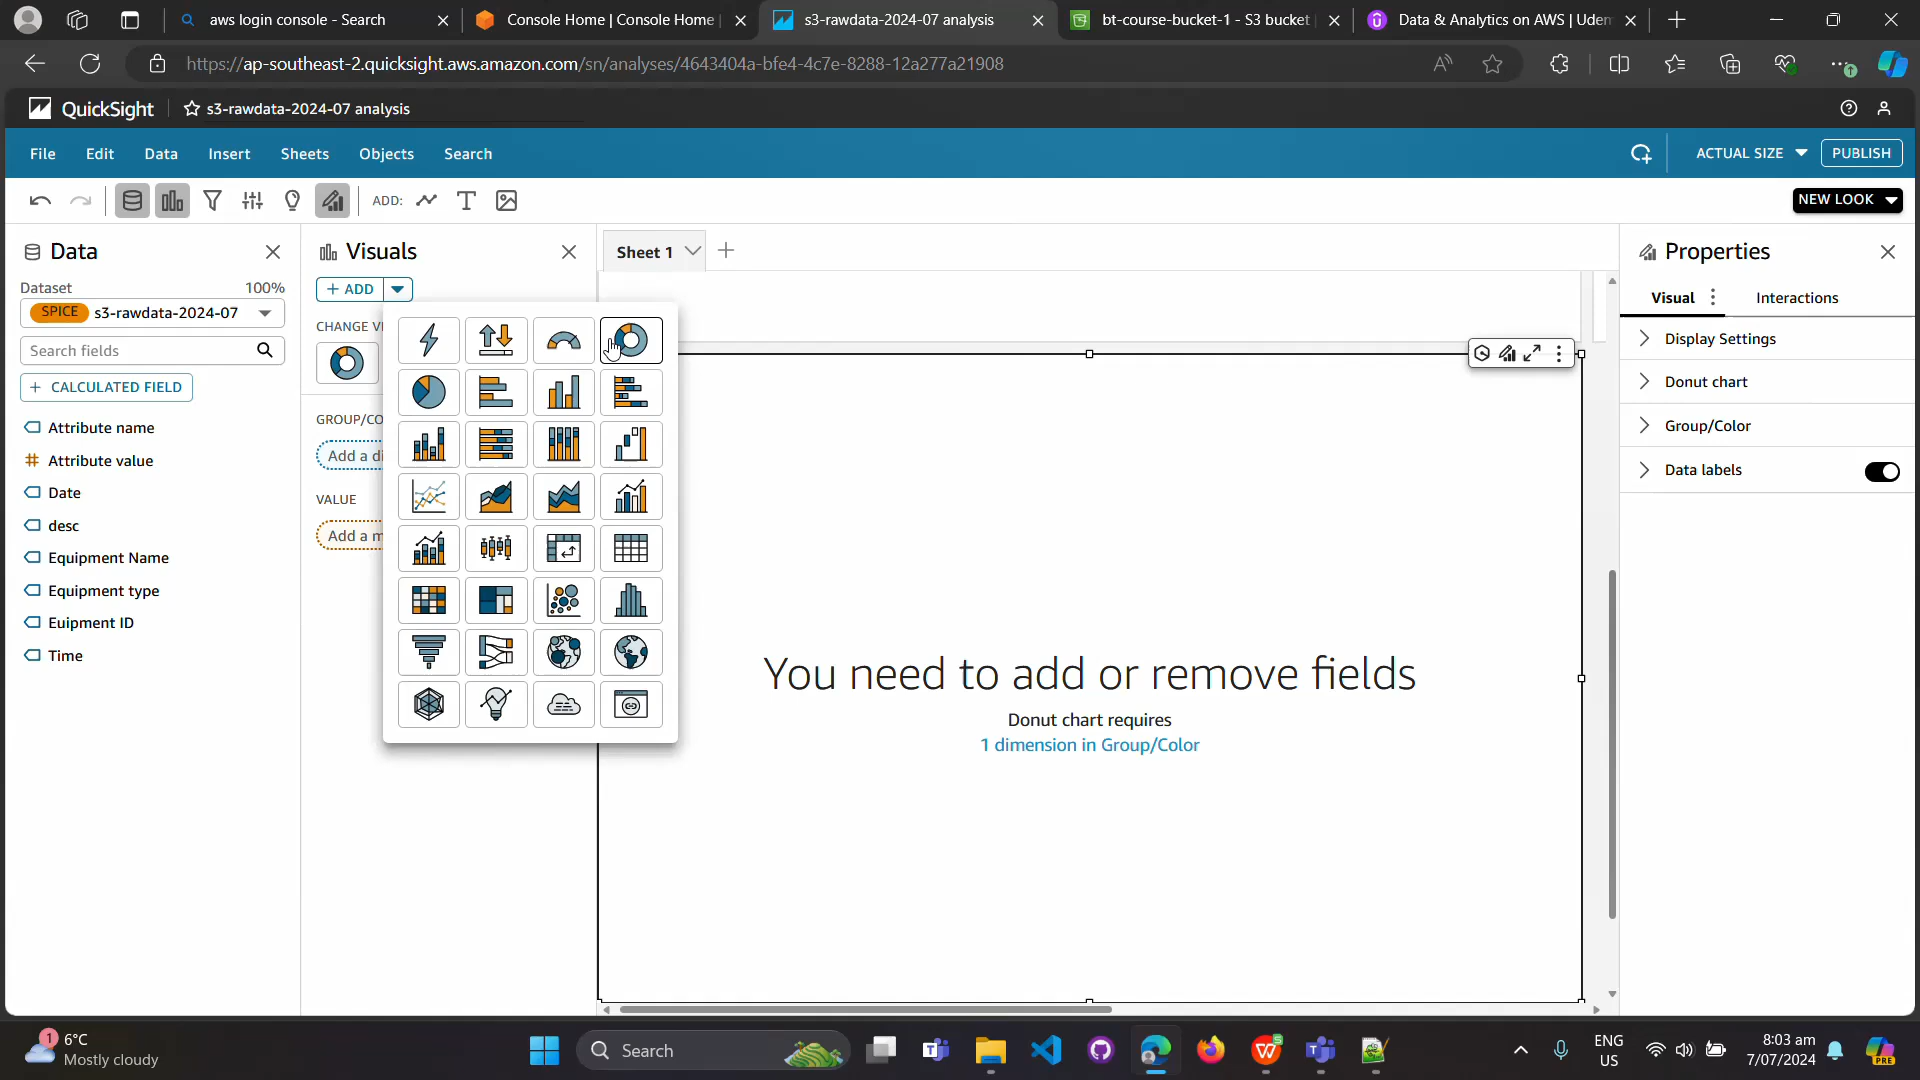 aws login console - Search
Console Home | Console Home |
s3-rawdata-2024-07 analysis
bt-course-bucket-1 - S3 bucket
Data & Analytics on AWS | Udem
https://ap-southeast-2.quicksight.aws.amazon.com/sn/analyses/4643404a-bfe4-4c7e-8288-12a277a21908
QuickSight
s3-rawdata-2024-07 analysis
File Edit Data Insert Sheets Objects Search
ACTUAL SIZE
PUBLISH
ADD:
NEW LOOK
Data
Dataset 100%
SPICE s3-rawdata-2024-07
Search fields
+ CALCULATED FIELD
Attribute name
# Attribute value
Date
desc
Equipment Name
Equipment type
Euipment ID
Time
Visuals
+ ADD
CHANGE VI
GROUP/CO
Add a di
VALUE
Add a m
Sheet 1
You need to add or remove fields
Donut chart requires
1 dimension in Group/Color
Properties
Visual
Interactions
Display Settings
Donut chart
Group/Color
Data labels
1
6°C
Mostly cloudy
Search
ENG
US
8:03 am
7/07/2024
PRE